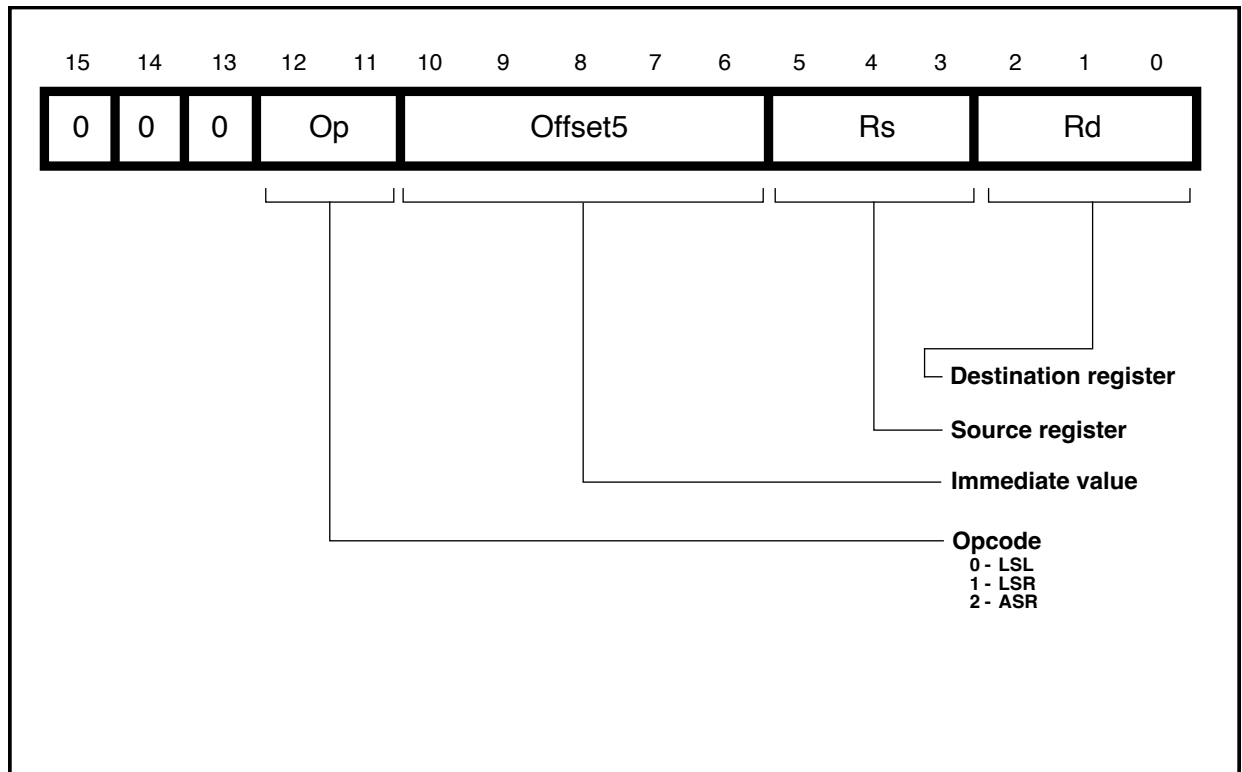 15 14 13 12 11 10 9 8 7 6 5 4 3 2 1 0
0 0 0 Op Offset5 Rs Rd
Destination register
Source register
Immediate value
Opcode
0 - LSL
1 - LSR
2 - ASR